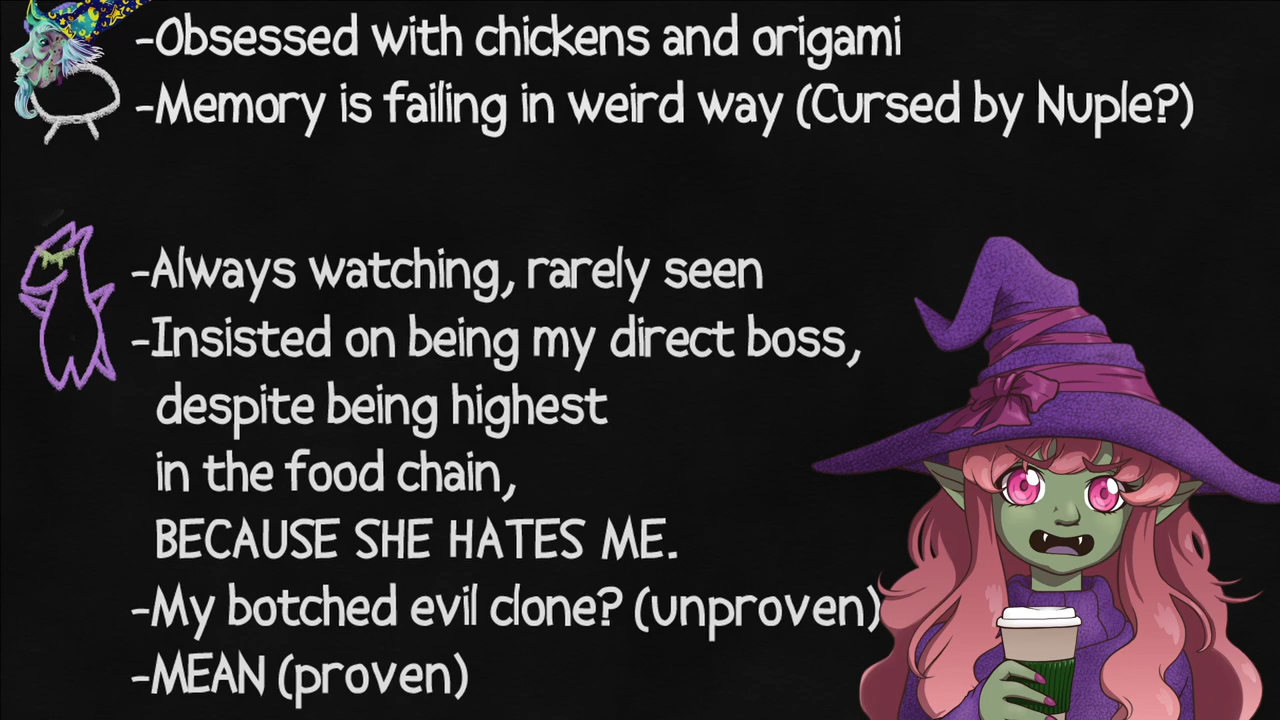 -Obsessed with chickens and origami
-Memory is failing in weird way (Cursed by Nuple?)
-Always watching, rarely seen
-Insisted on being my direct boss,
despite being highest
in the food chain,
BECAUSE SHE HATES ME.
-My botched evil clone? (unproven)
-MEAN (proven)